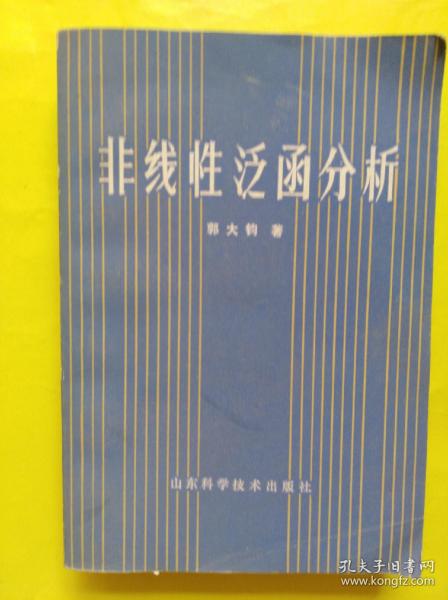 非线性泛函分析
郭大钧 著
山东科学技术出版社
孔夫子旧书网
www.kongfz.com